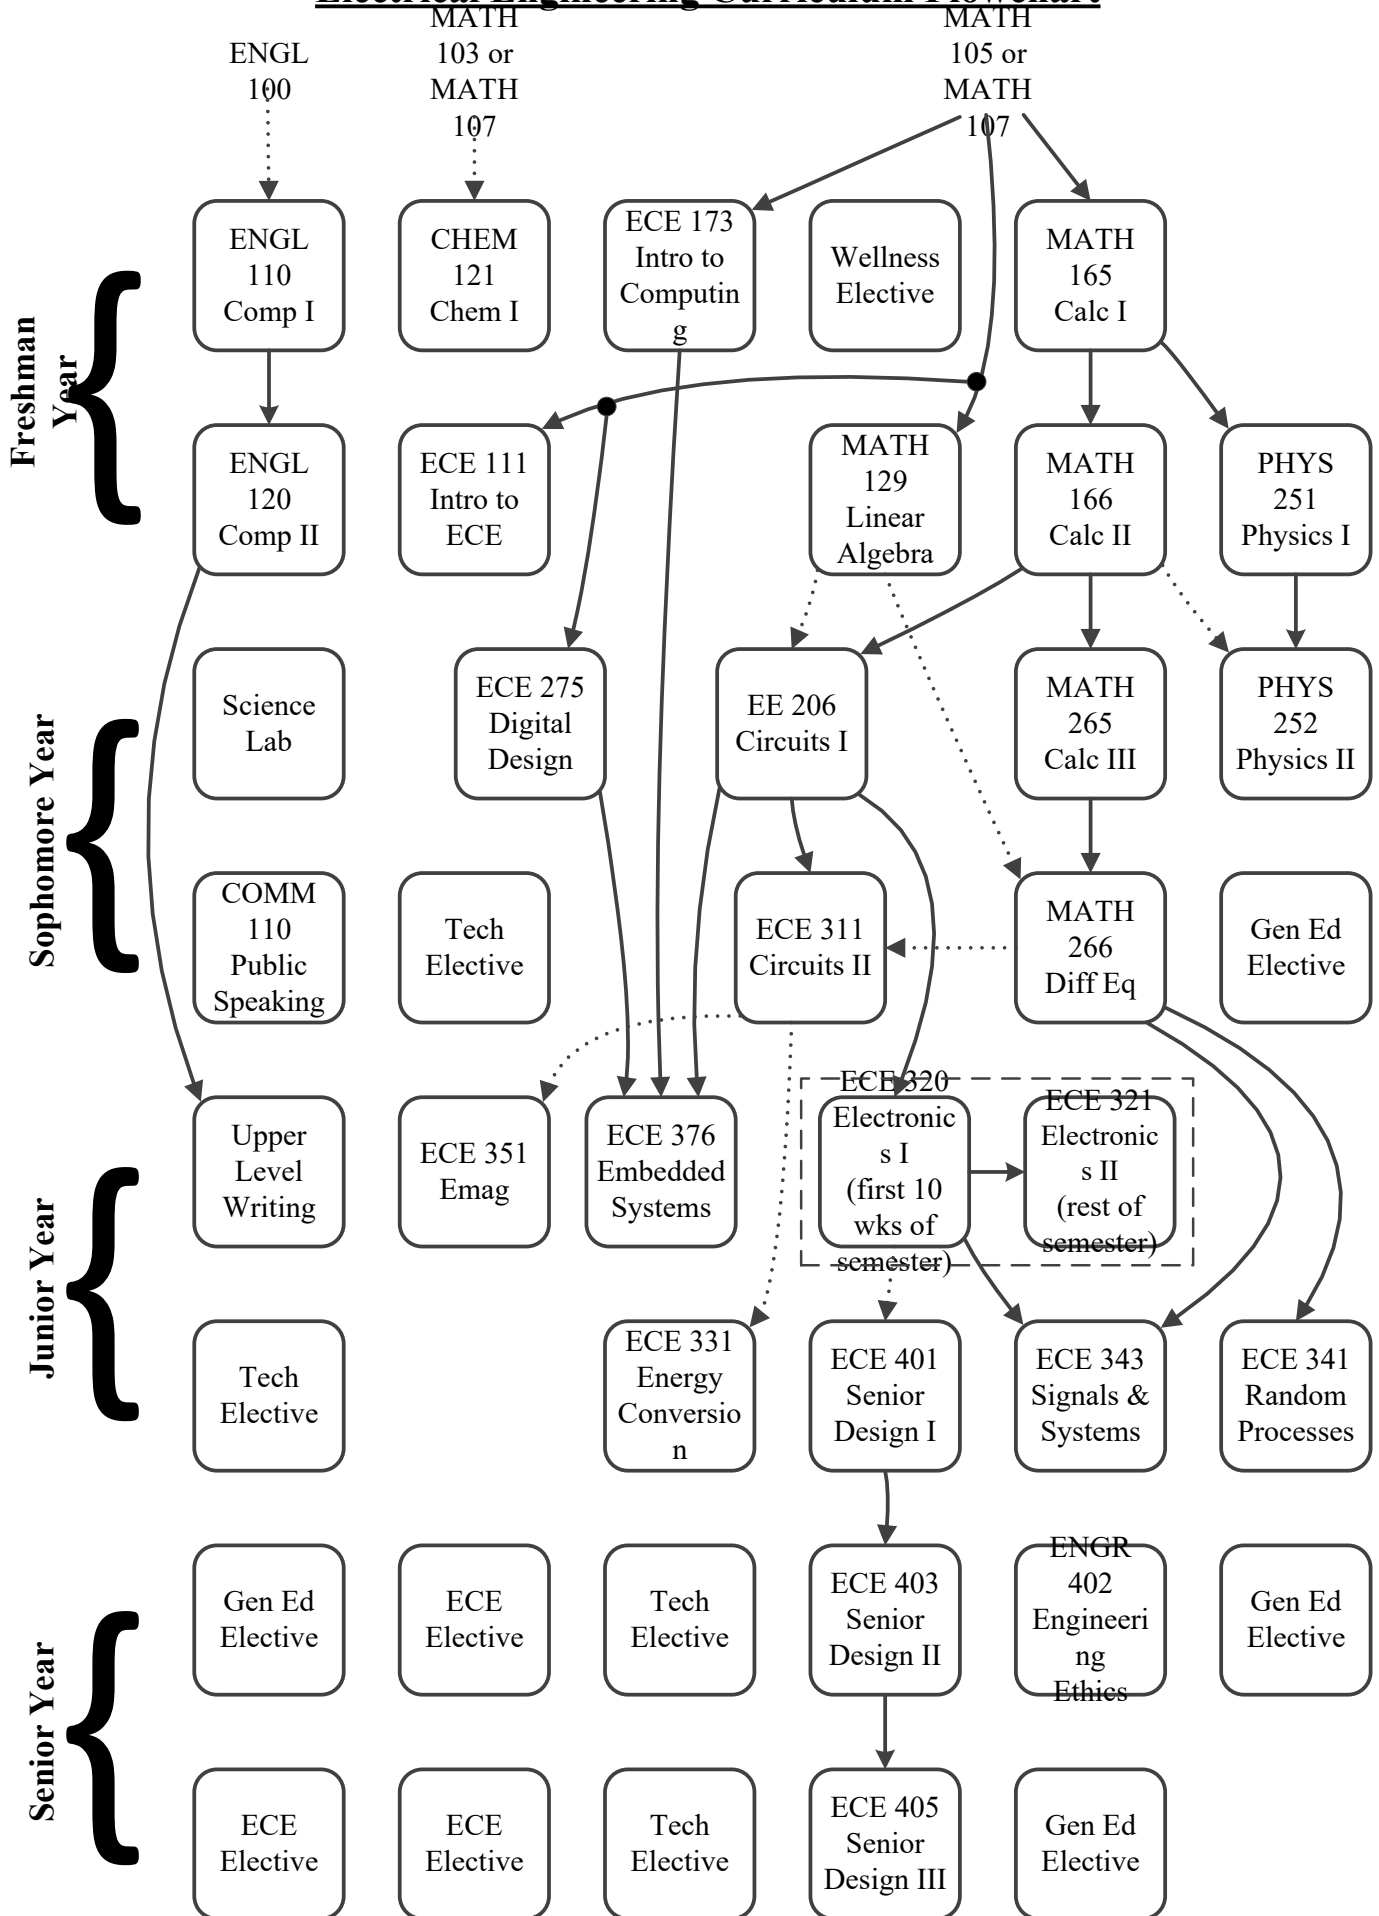 Electrical Engineering Curriculum Flowchart
ENGL
100
MATH
103 or
MATH
107
MATH
105 or
MATH
107
Freshman
Year
ENGL
110
Comp I
CHEM
121
Chem I
ECE 173
Intro to
Computin
g
Wellness
Elective
MATH
165
Calc I
ENGL
120
Comp II
ECE 111
Intro to
ECE
MATH
129
Linear
Algebra
MATH
166
Calc II
PHYS
251
Physics I
Sophomore Year
Science
Lab
ECE 275
Digital
Design
EE 206
Circuits I
MATH
265
Calc III
PHYS
252
Physics II
COMM
110
Public
Speaking
Tech
Elective
ECE 311
Circuits II
MATH
266
Diff Eq
Gen Ed
Elective
Junior Year
Upper
Level
Writing
ECE 351
Emag
ECE 376
Embedded
Systems
ECE 320
Electronic
s I
(first 10
wks of
semester)
ECE 321
Electronic
s II
(rest of
semester)
Tech
Elective
ECE 331
Energy
Conversio
n
ECE 401
Senior
Design I
ECE 343
Signals &
Systems
ECE 341
Random
Processes
Senior Year
Gen Ed
Elective
ECE
Elective
Tech
Elective
ECE 403
Senior
Design II
ENGR
402
Engineeri
ng
Ethics
Gen Ed
Elective
ECE
Elective
ECE
Elective
Tech
Elective
ECE 405
Senior
Design III
Gen Ed
Elective